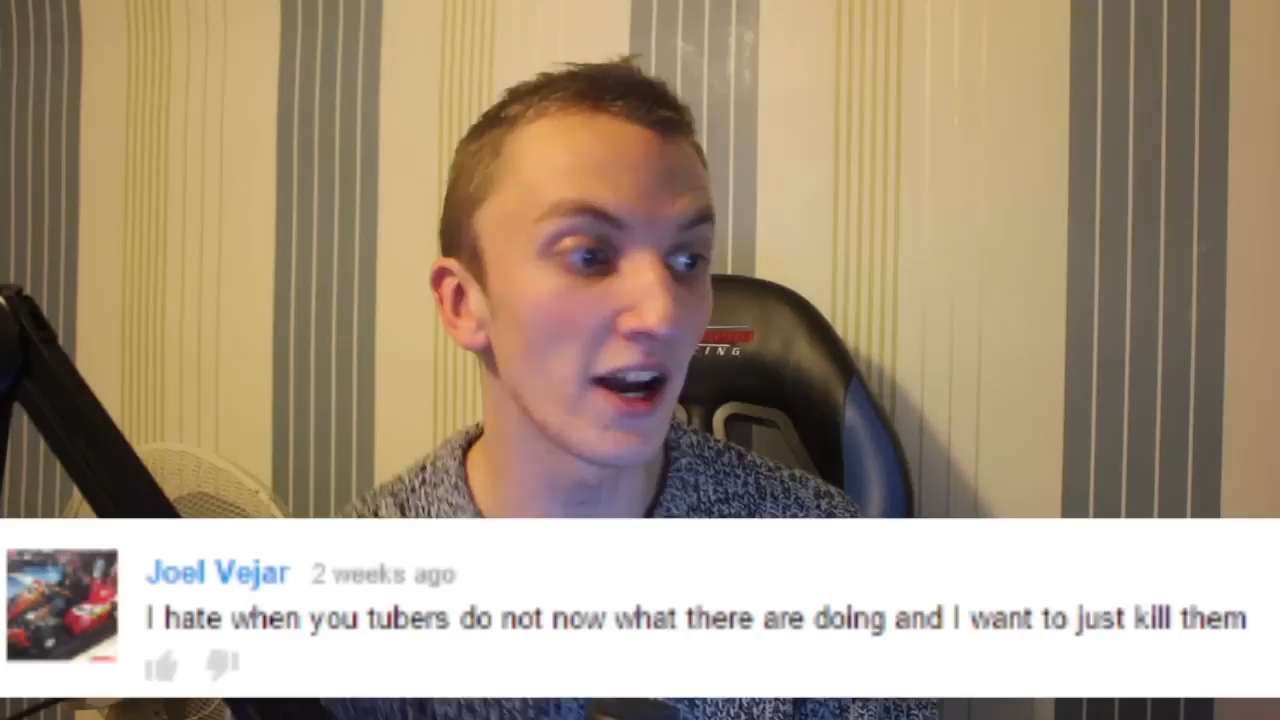 ING
Joel Vejar 2 weeks ago
I hate when you tubers do not now what there are doing and I want to just kill them